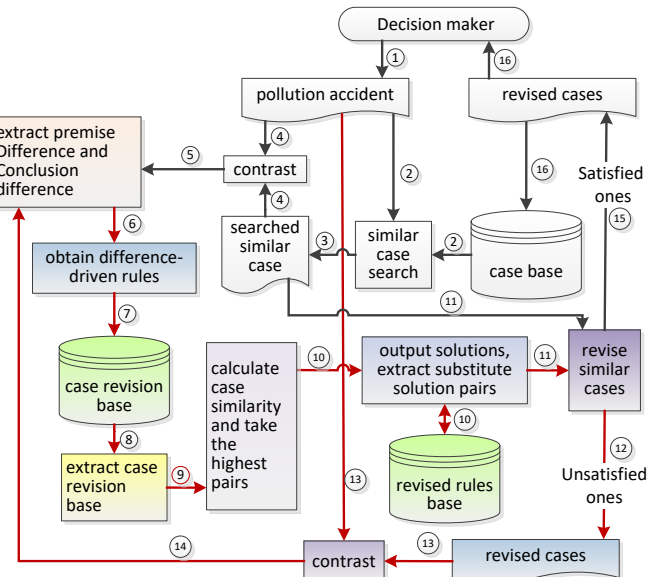 Decision maker
1
16
pollution accident
revised cases
4
2
16
extract premise
Difference and
Conclusion
difference
5
contrast
Satisfied
ones
15
4
6
searched
similar
case
3
similar
case
search
2
case base
obtain difference-
driven rules
11
7
case revision
base
calculate
case
similarity
and take
the
highest
pairs
10
output solutions,
extract substitute
solution pairs
11
revise
similar
cases
10
8
12
extract case
revision
base
9
revised rules
base
Unsatisfied
ones
13
14
contrast
13
revised cases